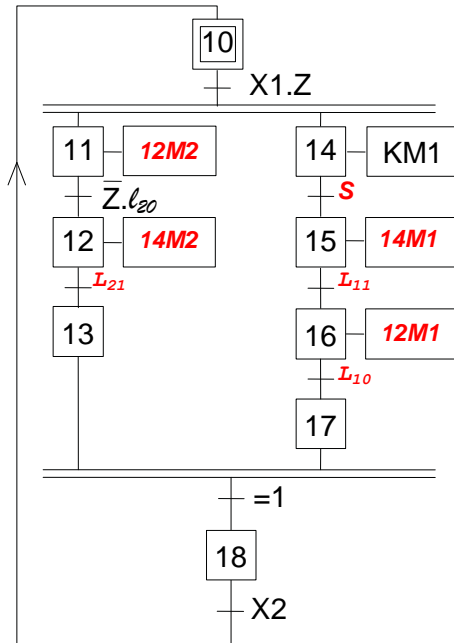 10
X1.Z
11 12M2 14 KM1
Z̅.ℓ₂₀ S
12 14M2 15 14M1
L₂₁ L₁₁
13 16 12M1
L₁₀
17
=1
18
X2